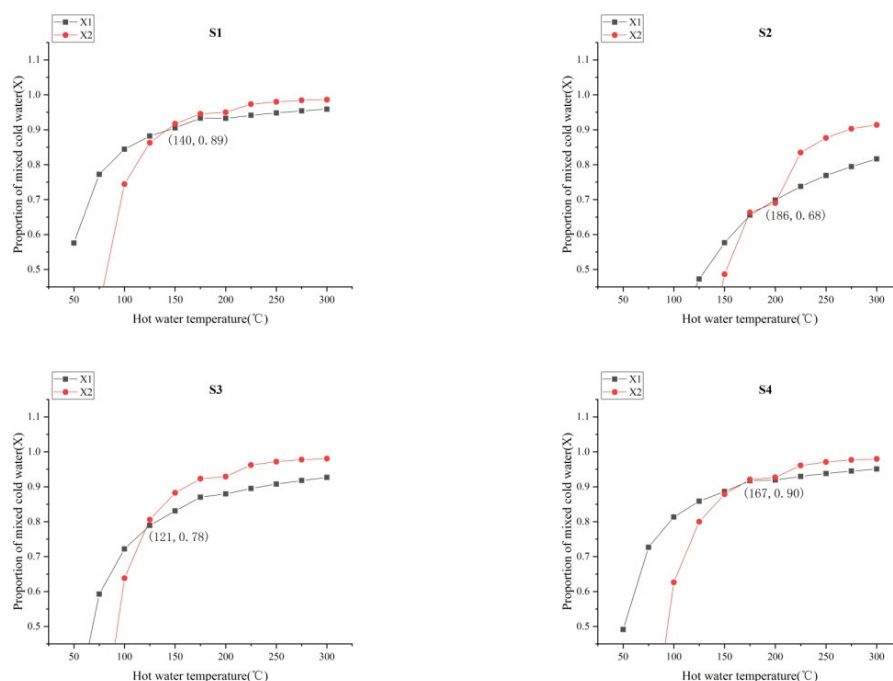 X1
X2
S1
Proportion of mixed cold water(X)
1.1
1.0
0.9
0.8
0.7
0.6
0.5
(140, 0.89)
50 100 150 200 250 300
Hot water temperature(℃)
X1
X2
S2
Proportion of mixed cold water(X)
1.1
1.0
0.9
0.8
0.7
0.6
0.5
(186, 0.68)
50 100 150 200 250 300
Hot water temperature(℃)
X1
X2
S3
Proportion of mixed cold water(X)
1.1
1.0
0.9
0.8
0.7
0.6
0.5
(121, 0.78)
50 100 150 200 250 300
Hot water temperature(℃)
X1
X2
S4
Proportion of mixed cold water(X)
1.1
1.0
0.9
0.8
0.7
0.6
0.5
(167, 0.90)
50 100 150 200 250 300
Hot water temperature(℃)